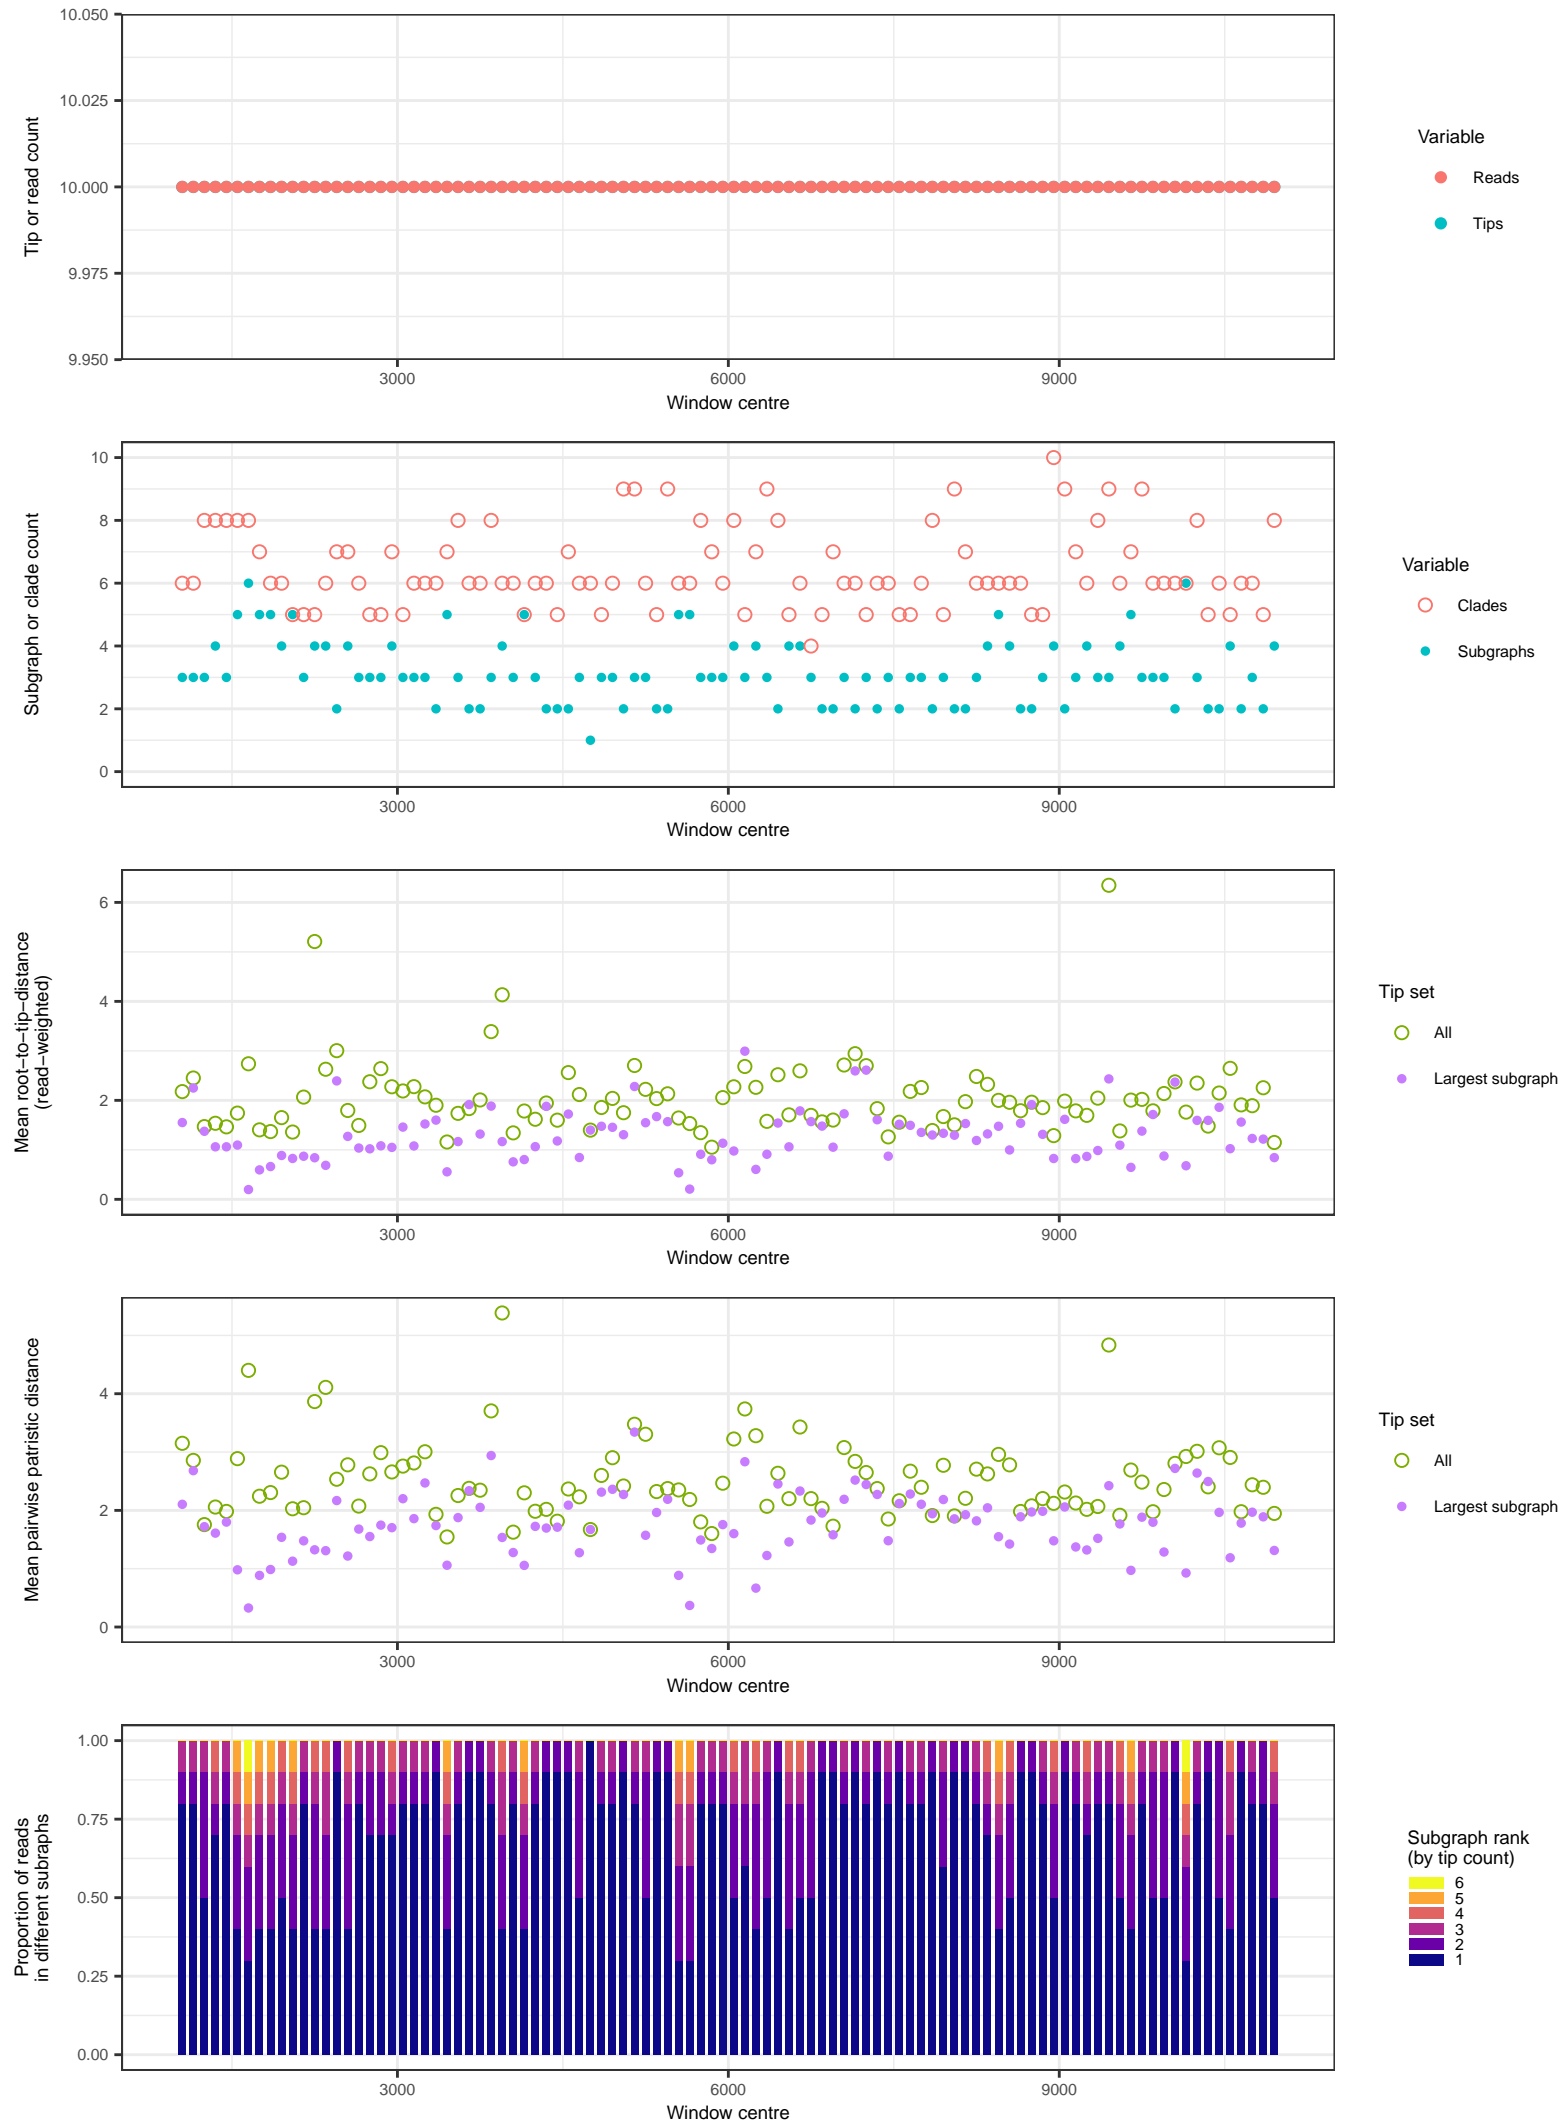 10.050
10.025
10.000
9.975
9.950
Tip or read count
3000
6000
9000
Window centre
Variable
Reads
Tips
10
8
6
4
2
0
Subgraph or clade count
3000
6000
9000
Window centre
Variable
Clades
Subgraphs
6
4
2
0
Mean root−to−tip−distance
(read−weighted)
3000
6000
9000
Window centre
Tip set
All
Largest subgraph
4
2
0
Mean pairwise patristic distance
3000
6000
9000
Window centre
Tip set
All
Largest subgraph
1.00
0.75
0.50
0.25
0.00
Proportion of reads
in different subraphs
3000
6000
9000
Window centre
Subgraph rank
(by tip count)
6
5
4
3
2
1